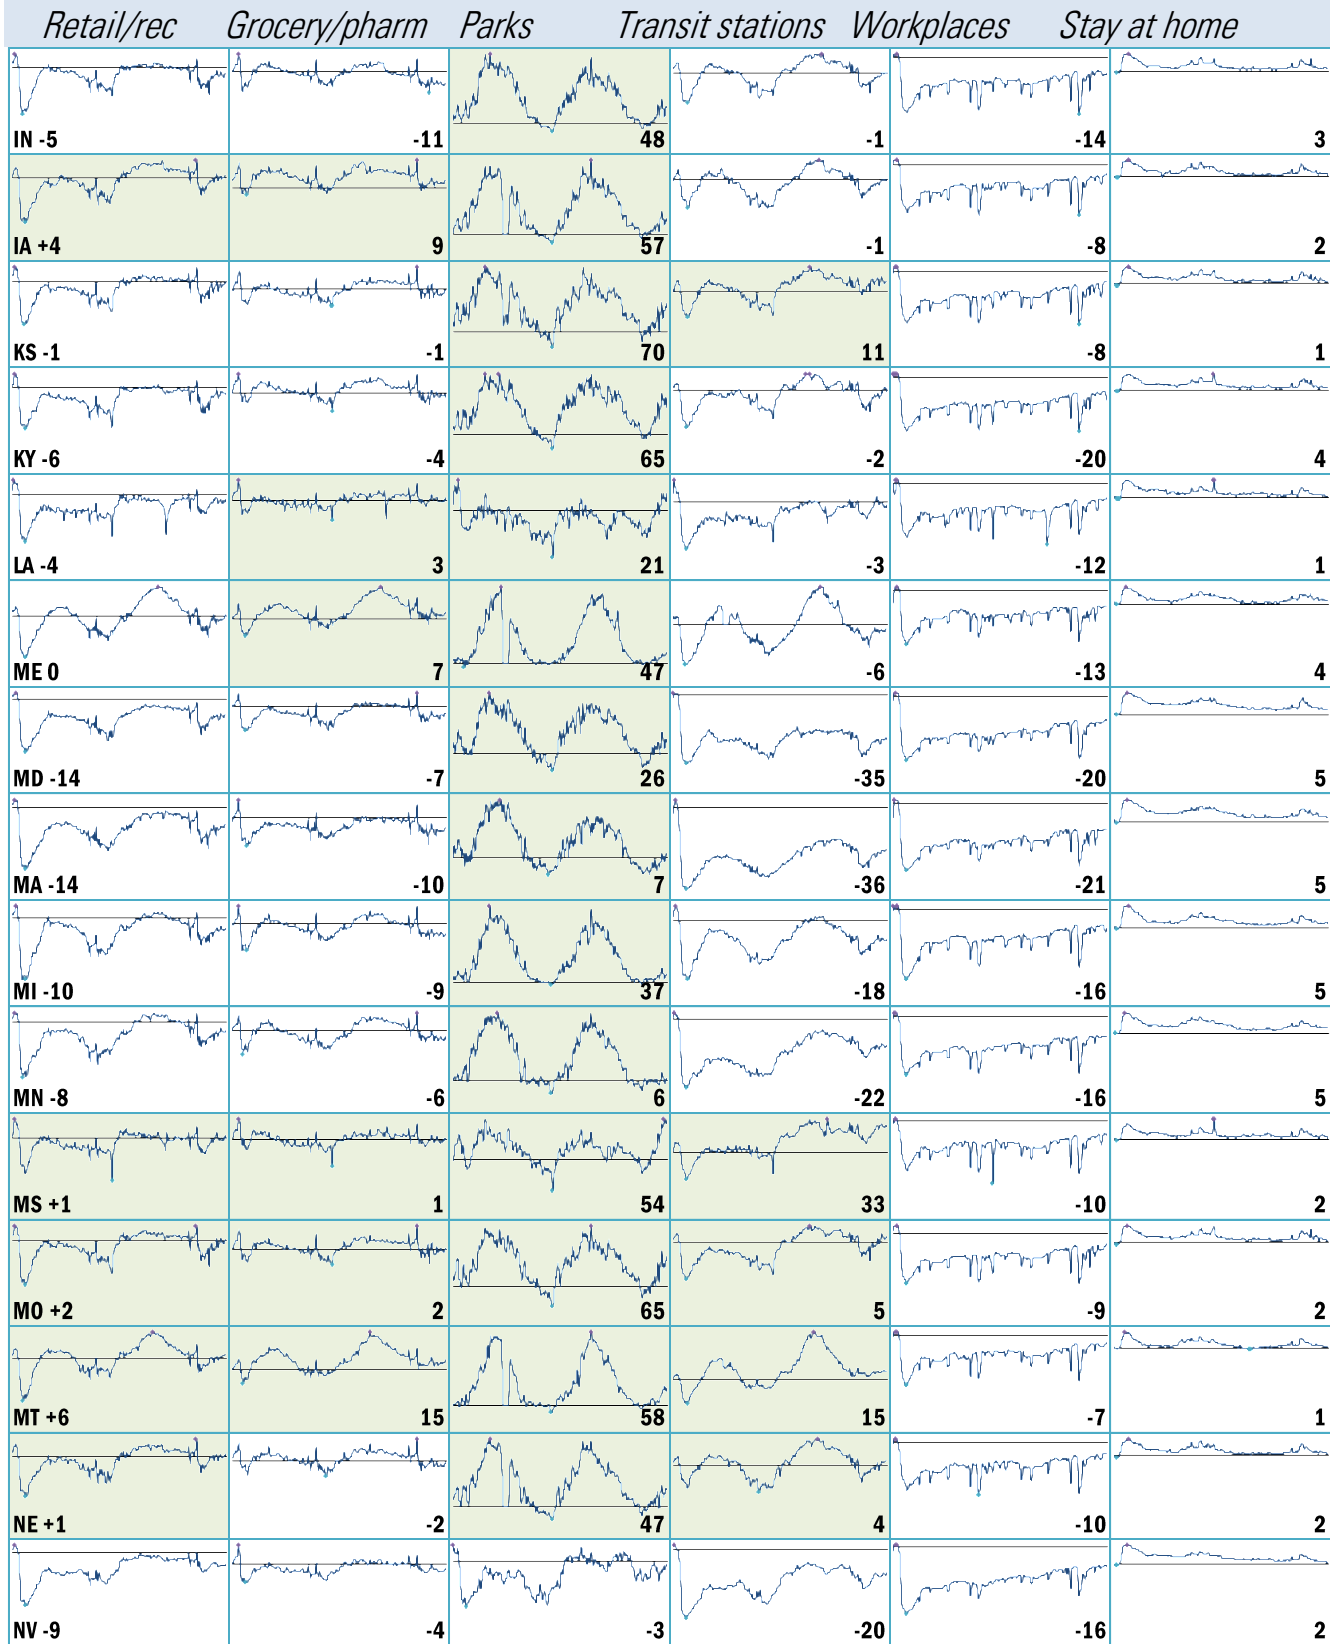 Retail/rec Grocery/pharm Parks Transit stations Workplaces Stay at home
IN -5 -11 48 -1 -14 3
IA +4 9 57 -1 -8 2
KS -1 -1 70 11 -8 1
KY -6 -4 65 -2 -20 4
LA -4 3 21 -3 -12 1
ME 0 7 47 -6 -13 4
MD -14 -7 26 -35 -20 5
MA -14 -10 7 -36 -21 5
MI -10 -9 37 -18 -16 5
MN -8 -6 6 -22 -16 5
MS +1 1 54 33 -10 2
MO +2 2 65 5 -9 2
MT +6 15 58 15 -7 1
NE +1 -2 47 4 -10 2
NV -9 -4 -3 -20 -16 2